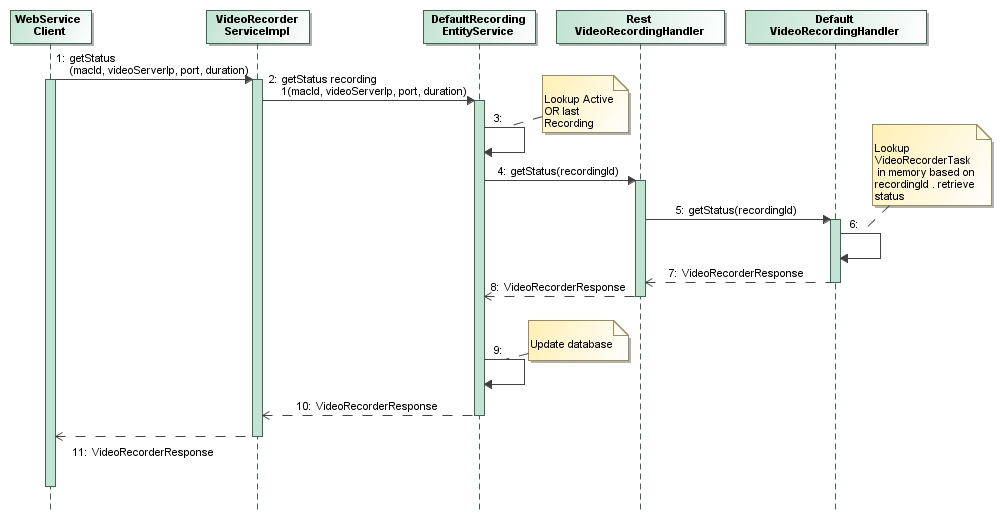 WebService
Client
VideoRecorder
ServiceImpl
DefaultRecording
EntityService
Rest
VideoRecordingHandler
Default
VideoRecordingHandler
1: getStatus
(macId, videoServerIp, port, duration)
2: getStatus recording
1(macId, videoServerIp, port, duration)
3:
Lookup Active
OR last
Recording
4: getStatus(recordingId)
5: getStatus(recordingId)
6:
Lookup
VideoRecorderTask
in memory based on
recordingId . retrieve
status
7: VideoRecorderResponse
8: VideoRecorderResponse
9:
Update database
10: VideoRecorderResponse
11: VideoRecorderResponse